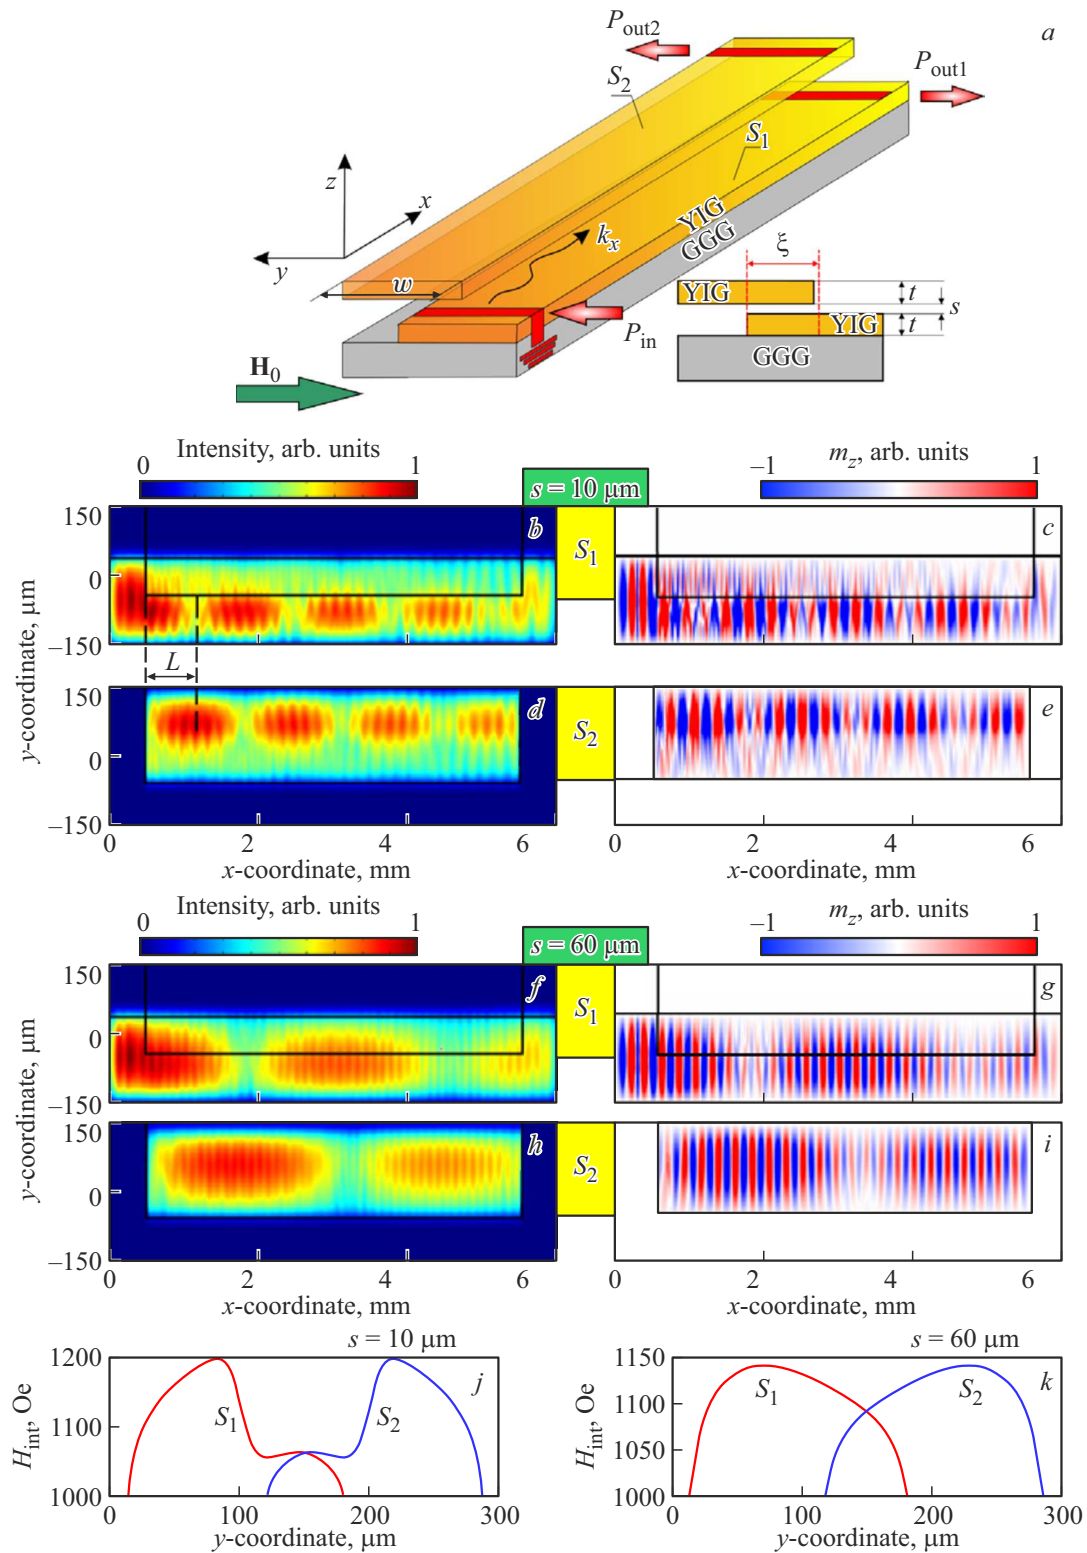 a
P_out2
P_out1
S_2
S_1
z
x
y
w
k_x
YIG
GGG
P_in
H_0
ξ
YIG
t
s
YIG
t
GGG
Intensity, arb. units
0 1
m_z, arb. units
−1 1
s = 10 μm
150
0
−150
y-coordinate, μm
b
S_1
c
L
150
0
−150
d
S_2
e
0 2 4 6
x-coordinate, mm
0 2 4 6
x-coordinate, mm
Intensity, arb. units
0 1
m_z, arb. units
−1 1
s = 60 μm
150
0
−150
y-coordinate, μm
f
S_1
g
150
0
−150
h
S_2
i
0 2 4 6
x-coordinate, mm
0 2 4 6
x-coordinate, mm
s = 10 μm
1200
1100
1000
H_int, Oe
S_1
S_2
j
0 100 200 300
y-coordinate, μm
s = 60 μm
1150
1100
1050
1000
H_int, Oe
S_1
S_2
k
0 100 200 300
y-coordinate, μm